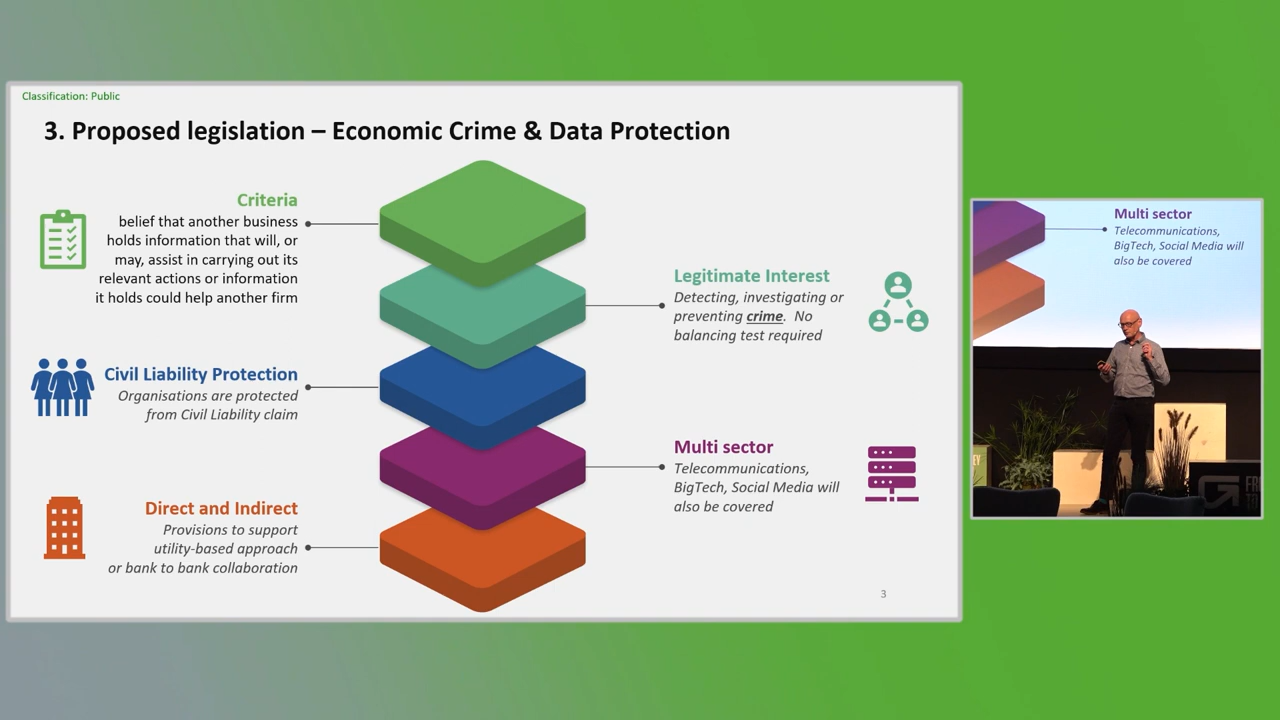 Classification: Public
3. Proposed legislation – Economic Crime & Data Protection
Criteria
belief that another business
holds information that will, or
may, assist in carrying out its
relevant actions or information
it holds could help another firm
Legitimate Interest
Detecting, investigating or
preventing crime. No
balancing test required
Civil Liability Protection
Organisations are protected
from Civil Liability claim
Multi sector
Telecommunications,
BigTech, Social Media will
also be covered
Direct and Indirect
Provisions to support
utility-based approach
or bank to bank collaboration
3
Multi sector
Telecommunications,
BigTech, Social Media will
also be covered